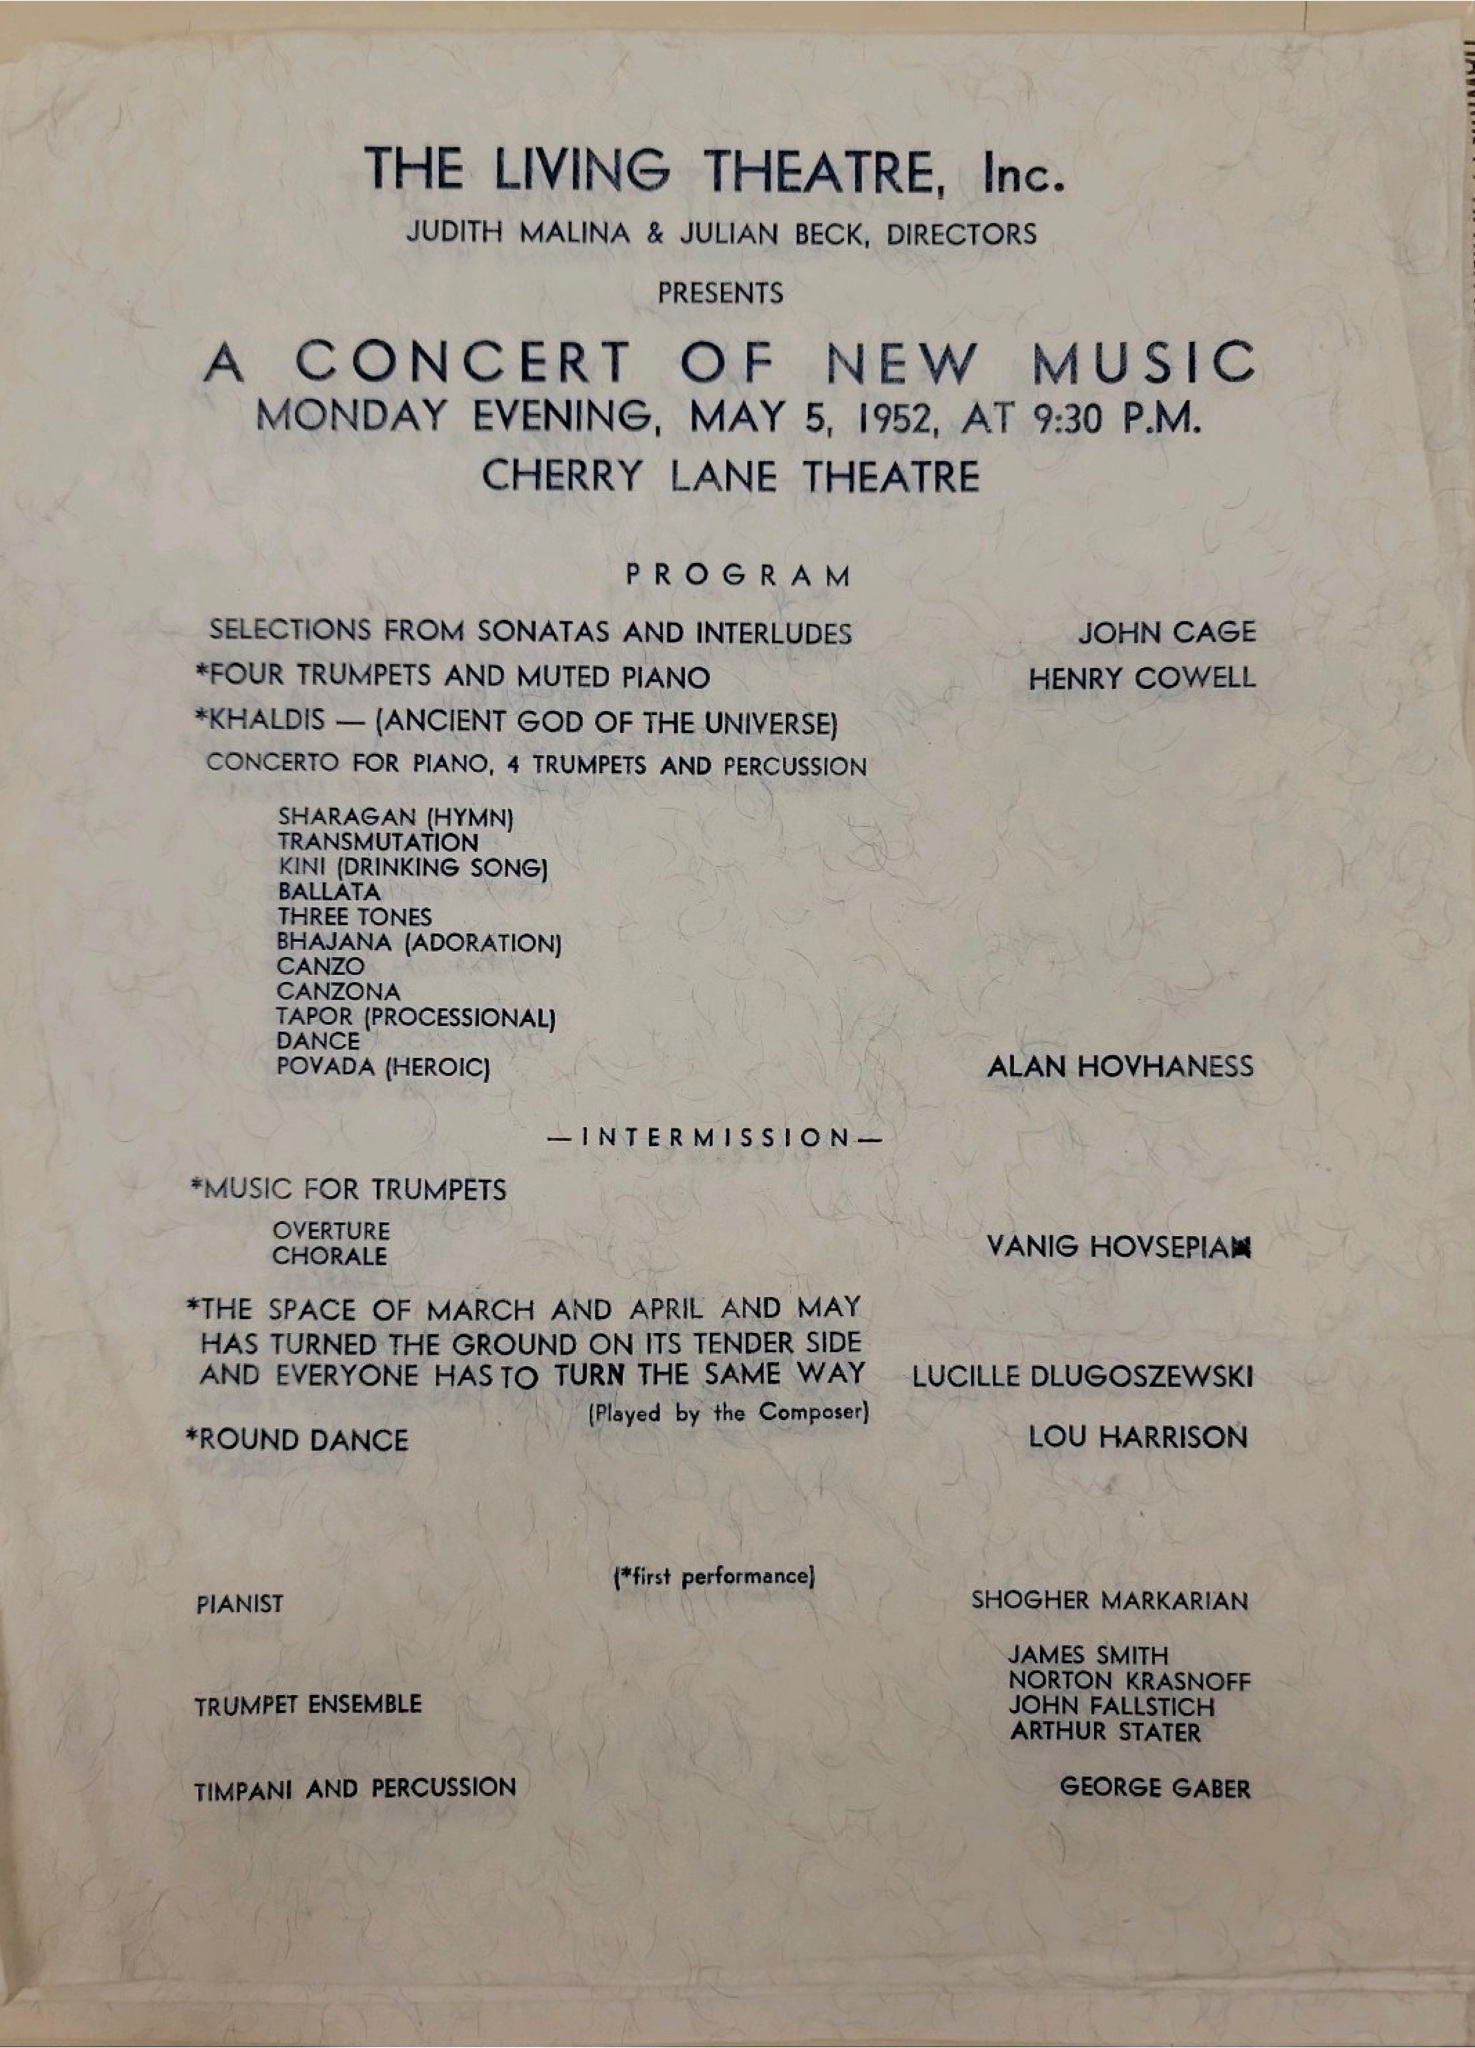 THE LIVING THEATRE, Inc.
JUDITH MALINA & JULIAN BECK, DIRECTORS
PRESENTS
A CONCERT OF NEW MUSIC
MONDAY EVENING, MAY 5, 1952, AT 9:30 P.M.
CHERRY LANE THEATRE
PROGRAM
SELECTIONS FROM SONATAS AND INTERLUDES JOHN CAGE
*FOUR TRUMPETS AND MUTED PIANO HENRY COWELL
*KHALDIS — (ANCIENT GOD OF THE UNIVERSE)
CONCERTO FOR PIANO, 4 TRUMPETS AND PERCUSSION
SHARAGAN (HYMN)
TRANSMUTATION
KINI (DRINKING SONG)
BALLATA
THREE TONES
BHAJANA (ADORATION)
CANZO
CANZONA
TAPOR (PROCESSIONAL)
DANCE
POVADA (HEROIC) ALAN HOVHANESS
—INTERMISSION—
*MUSIC FOR TRUMPETS
OVERTURE
CHORALE
VANIG HOVSEPIAN
*THE SPACE OF MARCH AND APRIL AND MAY
HAS TURNED THE GROUND ON ITS TENDER SIDE
AND EVERYONE HAS TO TURN THE SAME WAY LUCILLE DLUGOSZEWSKI
(Played by the Composer)
*ROUND DANCE LOU HARRISON
(*first performance)
PIANIST SHOGHER MARKARIAN
TRUMPET ENSEMBLE
JAMES SMITH
NORTON KRASNOFF
JOHN FALLSTICH
ARTHUR STATER
TIMPANI AND PERCUSSION GEORGE GABER